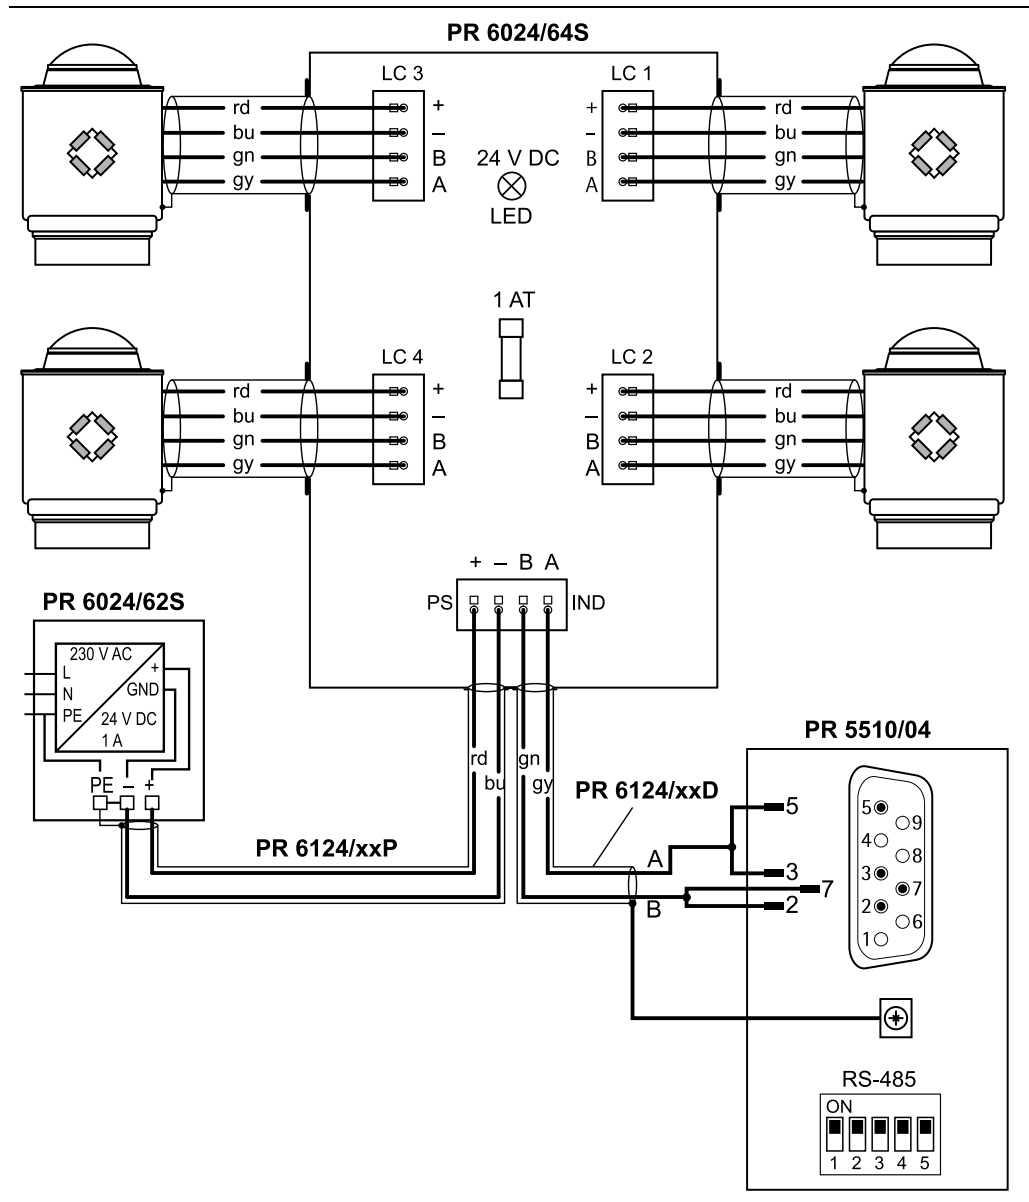 PR 6024/64S
LC 3
LC 1
rd
+
+
rd
bu
–
–
bu
gn
B
24 V DC
B
gn
gy
A
A
gy
LED
1 AT
LC 4
LC 2
rd
+
+
rd
bu
–
–
bu
gn
B
B
gn
gy
A
A
gy
+ – B A
PS
IND
PR 6024/62S
230 V AC
L
+
N
GND
PE
24 V DC
1 A
PE – +
PR 5510/04
rd
bu
gn
gy
PR 6124/xxD
PR 6124/xxP
A
B
5
3
7
2
5
9
4
8
3
7
2
6
1
RS-485
ON
1 2 3 4 5